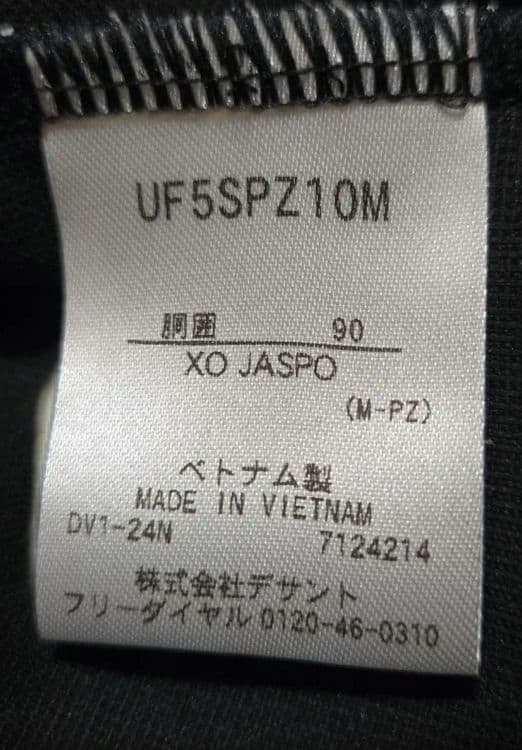 UF5SPZ10M
胴囲 90
XO JASPO
(M-PZ)
ベトナム製
MADE IN VIETNAM
DV1-24N 7124214
株式会社デサント
フリーダイヤル 0120-46-0310